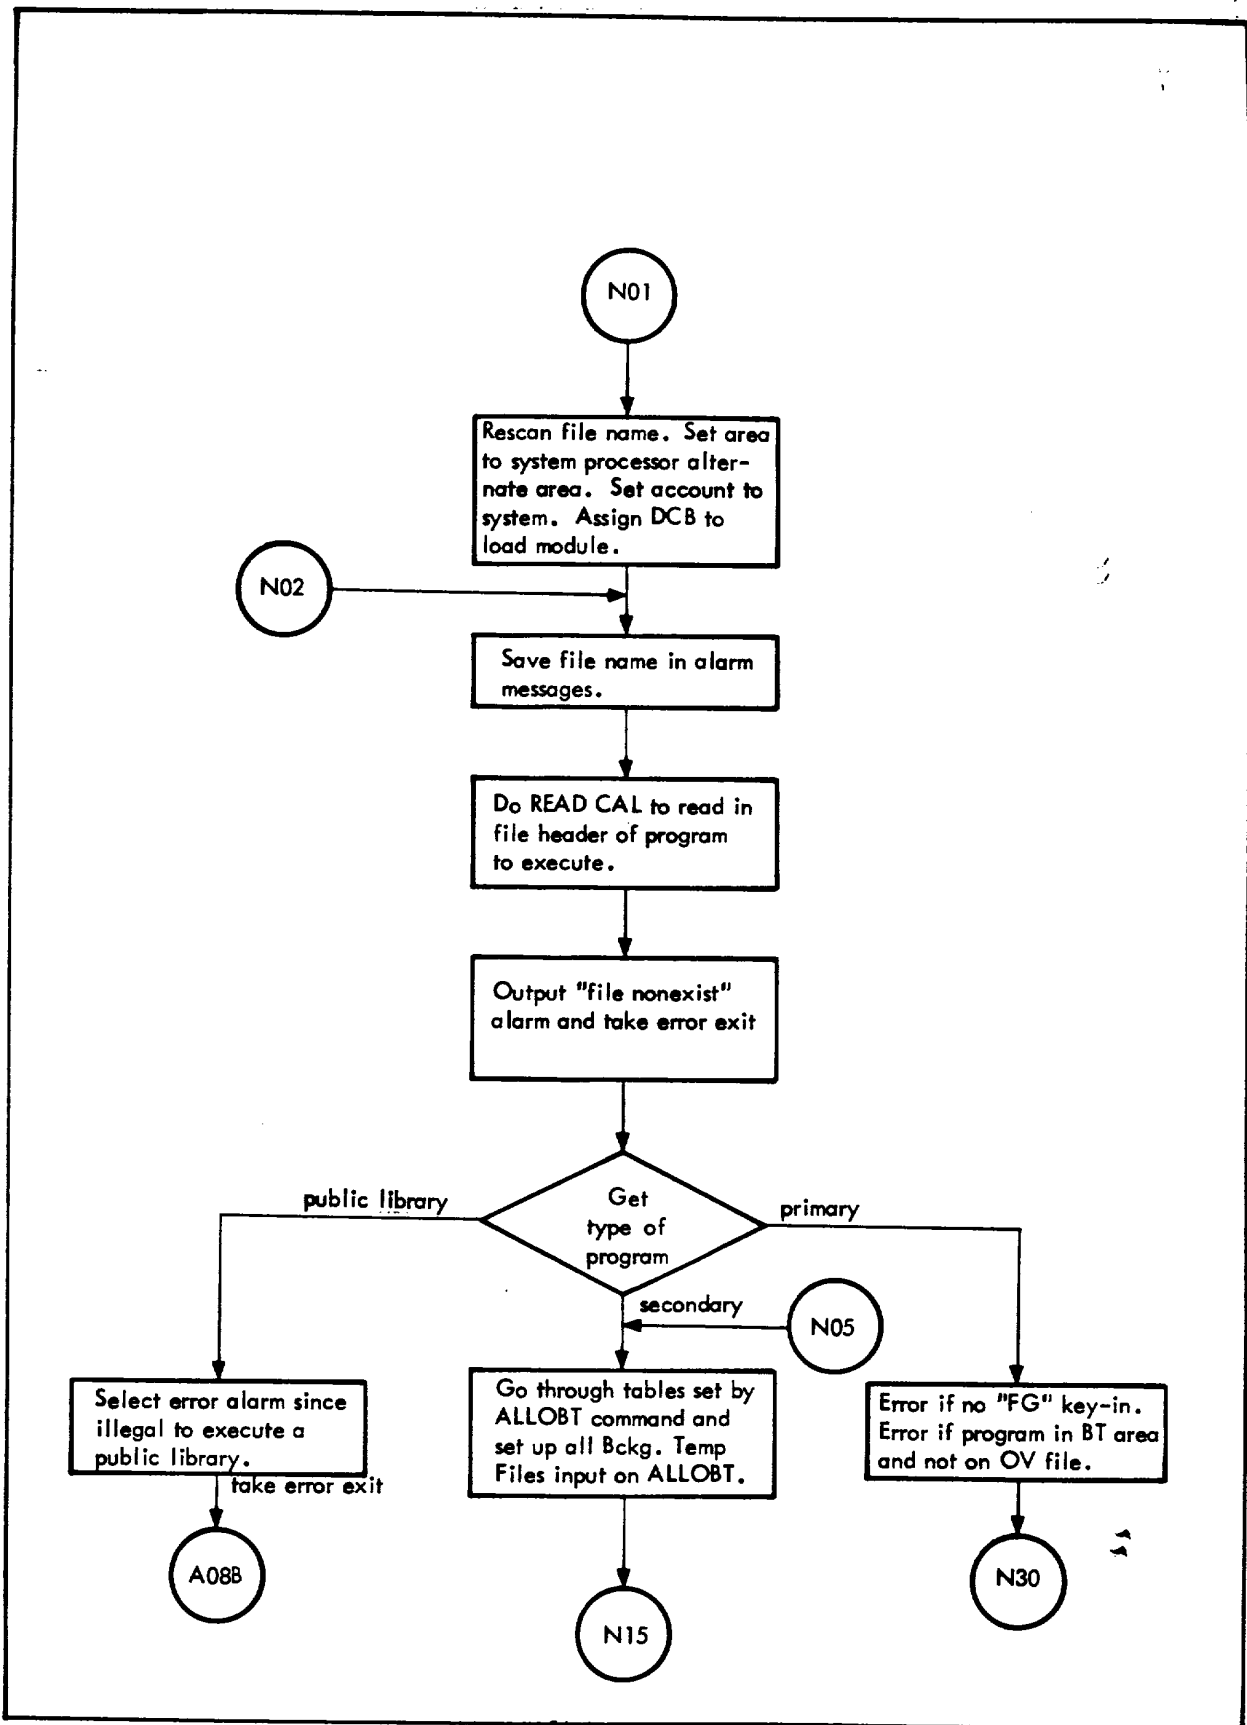 N01
Rescan file name. Set area
to system processor alter-
nate area. Set account to
system. Assign DCB to
load module.
N02
Save file name in alarm
messages.
Do READ CAL to read in
file header of program
to execute.
Output "file nonexist"
alarm and take error exit
public library
Get
type of
program
primary
secondary
N05
Select error alarm since
illegal to execute a
public library.
take error exit
Go through tables set by
ALLOBT command and
set up all Bckg. Temp
Files input on ALLOBT.
Error if no "FG" key-in.
Error if program in BT area
and not on OV file.
A08B
N15
N30